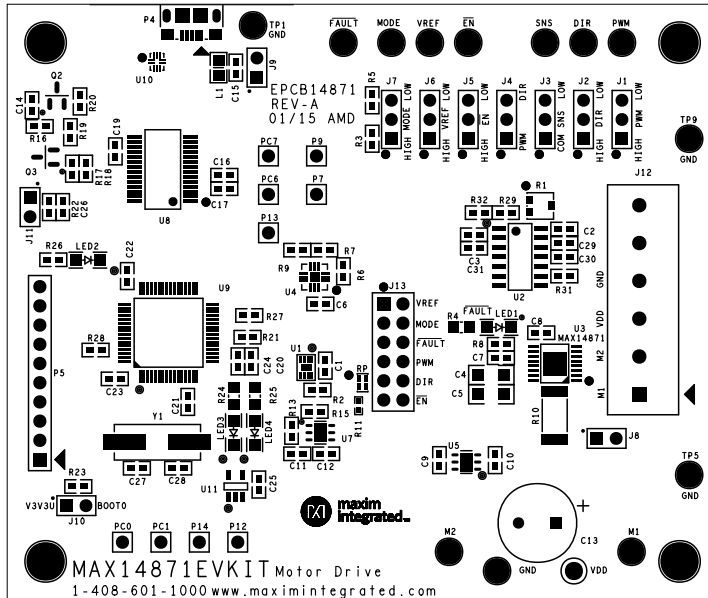 P4
TP1
GND
FAULT
MODE
VREF
EN
SNS
DIR
PWM
U10
J9
L1
C15
EPCB14871
REV-A
01/15 AMD
R5
R3
J7
HIGH MODE LOW
J6
HIGH VREF LOW
J5
HIGH EN LOW
J4
PWM DIR
J3
COM SNS LOW
J2
HIGH DIR LOW
J1
HIGH PWM LOW
TP9
GND
Q2
C14
R20
R16
R19
C19
Q3
R17
R18
C16
C17
U8
J11
R22
C26
PC7
P9
PC6
P7
P13
J12
GND
VDD
M2
M1
R32
R29
R1
C2
C29
C30
C3
C31
U2
R31
R26
LED2
C22
U9
R9
R7
R6
U4
C6
J13
VREF
MODE
FAULT
PWM
DIR
EN
R4
FAULT
LED1
C8
U3
MAX14871
R8
C7
C4
C5
R10
J8
P5
R28
C23
R27
R21
C24
C20
U1
C1
RP
R2
R11
R15
R13
U7
C11
C12
Y1
C21
R24
R25
LED3
LED4
C27
C28
U11
C25
C9
U5
C10
TP5
GND
R23
V3V3U
BOOT0
J10
PC0
PC1
P14
P12
maxim
integrated™
M2
GND
VDD
M1
C13
+
MAX14871EVKIT Motor Drive
1-408-601-1000 www.maximintegrated.com